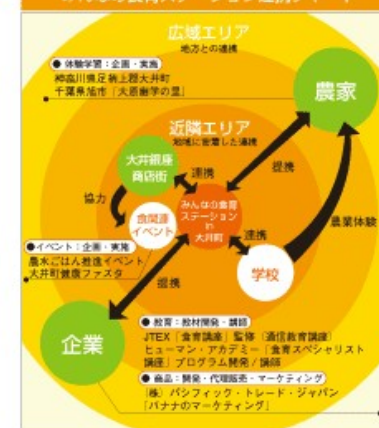 広域エリア
地方との連携
●体験学習：企画・実施
神奈川県足柄上郡大井町
千葉県旭市「大原幽学の里」
農家
近隣エリア
地域に密着した連携
大井銀座
商店街
連携
提携
協力
みんなの食育
ステーション
in
大井町
食関連
イベント
連携
農業体験
学校
●イベント：企画・実施
農水ごはん推進イベント
大井町健康フェスタ
提携
企業
●教育：教材開発・講師
JTEX「食育講座」監修（通信教育講座）
ヒューマン・アカデミー「食育スペシャリスト
講座」プログラム開発/講師
●商品：開発・代理販売・マーケティング
（株）パシフィック・トレード・ジャパン
「バナナのマーケティング」